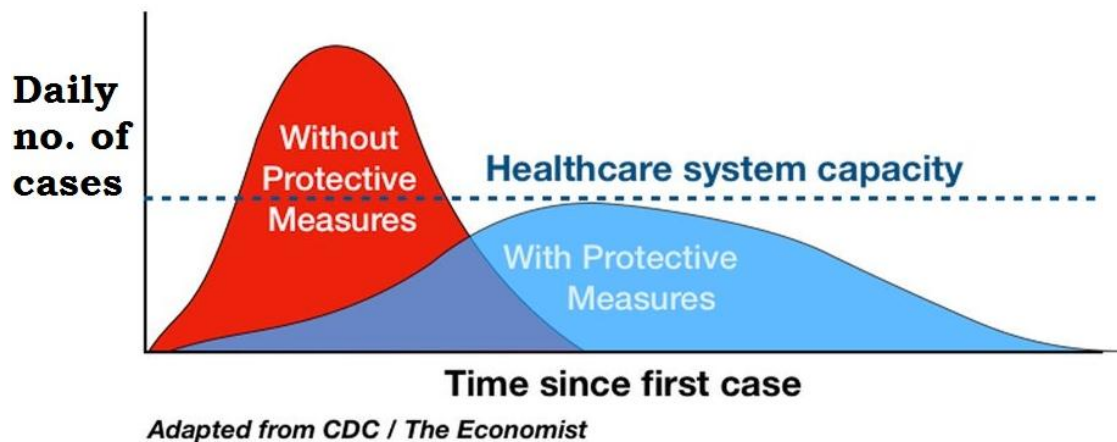 Daily
no. of
cases
Without
Protective
Measures
Healthcare system capacity
With Protective
Measures
Time since first case
Adapted from CDC / The Economist